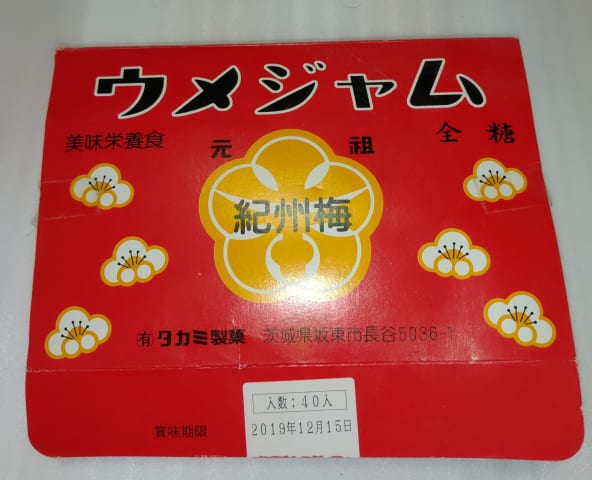 ウメジャム
美味栄養食
元祖
全糖
紀州梅
(有)タカミ製菓 茨城県坂東市長谷5036-1
入数:40入
賞味期限
2019年12月15日